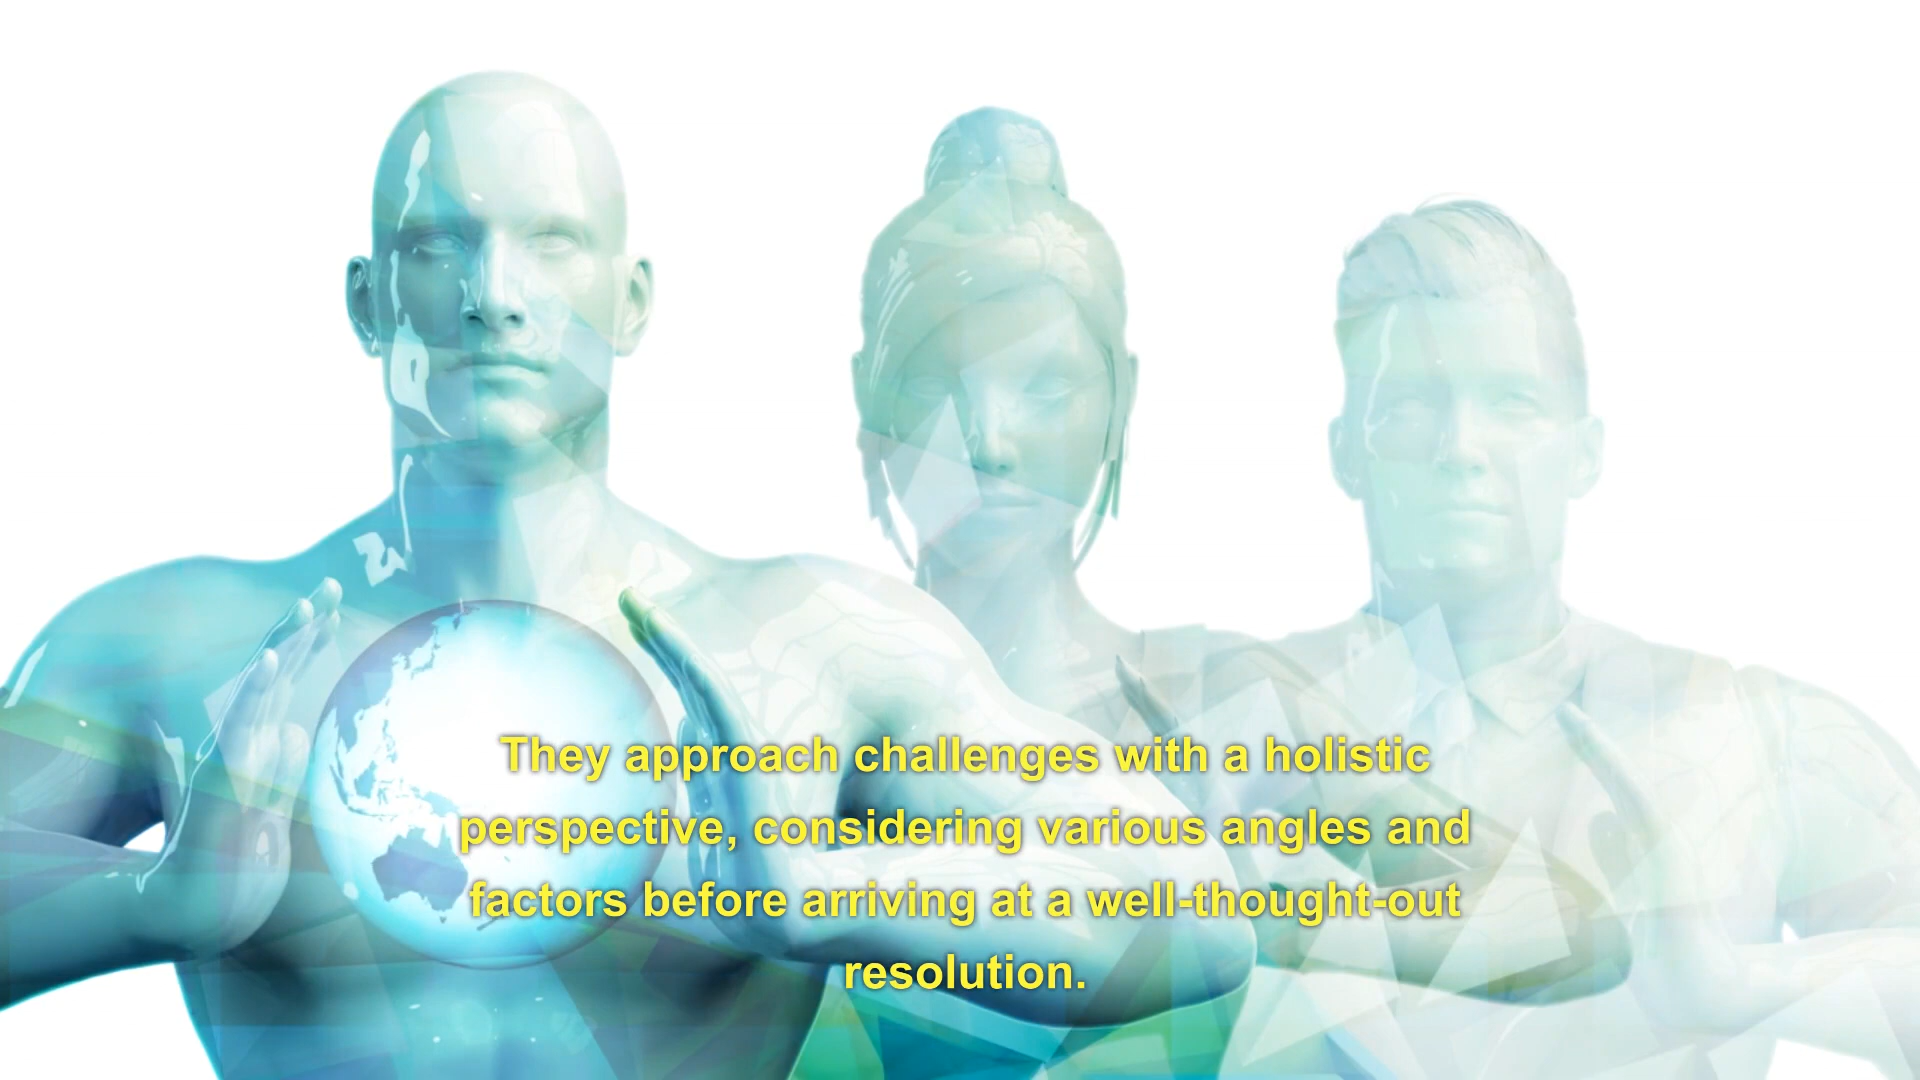 They approach challenges with a holistic
perspective, considering various angles and
factors before arriving at a well-thought-out
resolution.